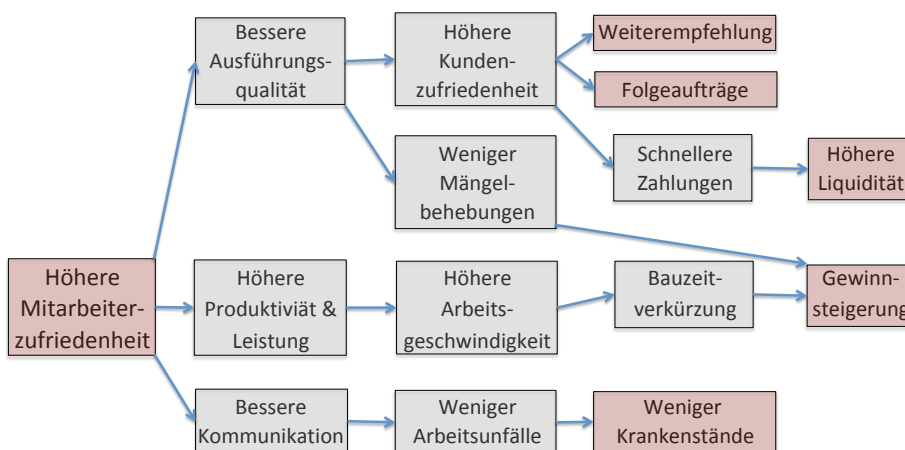 Bessere
Ausführungs-
qualität
Höhere
Kunden-
zufriedenheit
Weiterempfehlung
Folgeaufträge
Weniger
Mängel-
behebungen
Schnellere
Zahlungen
Höhere
Liquidität
Höhere
Mitarbeiter-
zufriedenheit
Höhere
Produktiviät &
Leistung
Höhere
Arbeits-
geschwindigkeit
Bauzeit-
verkürzung
Gewinn-
steigerung
Bessere
Kommunikation
Weniger
Arbeitsunfälle
Weniger
Krankenstände